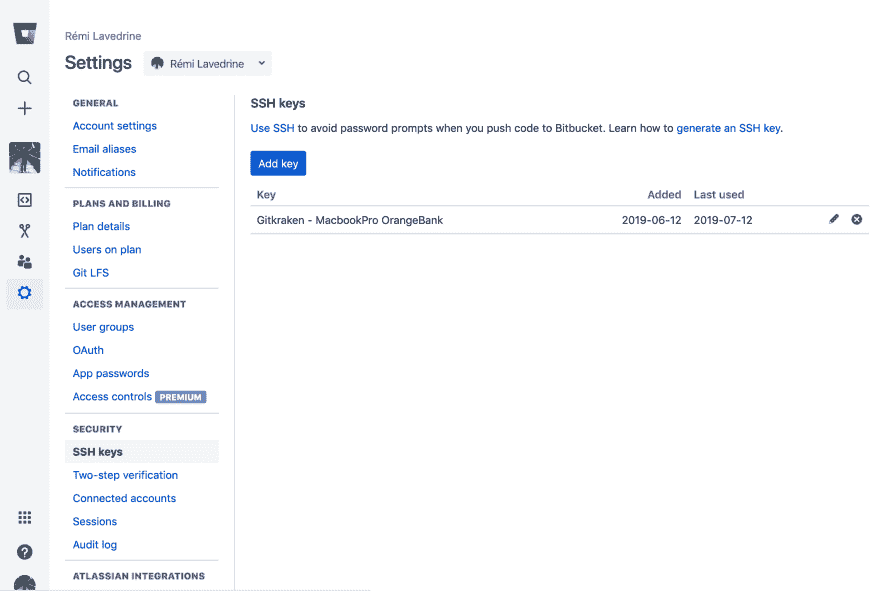 Rémi Lavedrine
Settings
Rémi Lavedrine
GENERAL
Account settings
Email aliases
Notifications
PLANS AND BILLING
Plan details
Users on plan
Git LFS
ACCESS MANAGEMENT
User groups
OAuth
App passwords
Access controls PREMIUM
SECURITY
SSH keys
Two-step verification
Connected accounts
Sessions
Audit log
ATLASSIAN INTEGRATIONS
SSH keys
Use SSH to avoid password prompts when you push code to Bitbucket. Learn how to generate an SSH key.
Add key
Key Added Last used
Gitkraken - MacbookPro OrangeBank 2019-06-12 2019-07-12